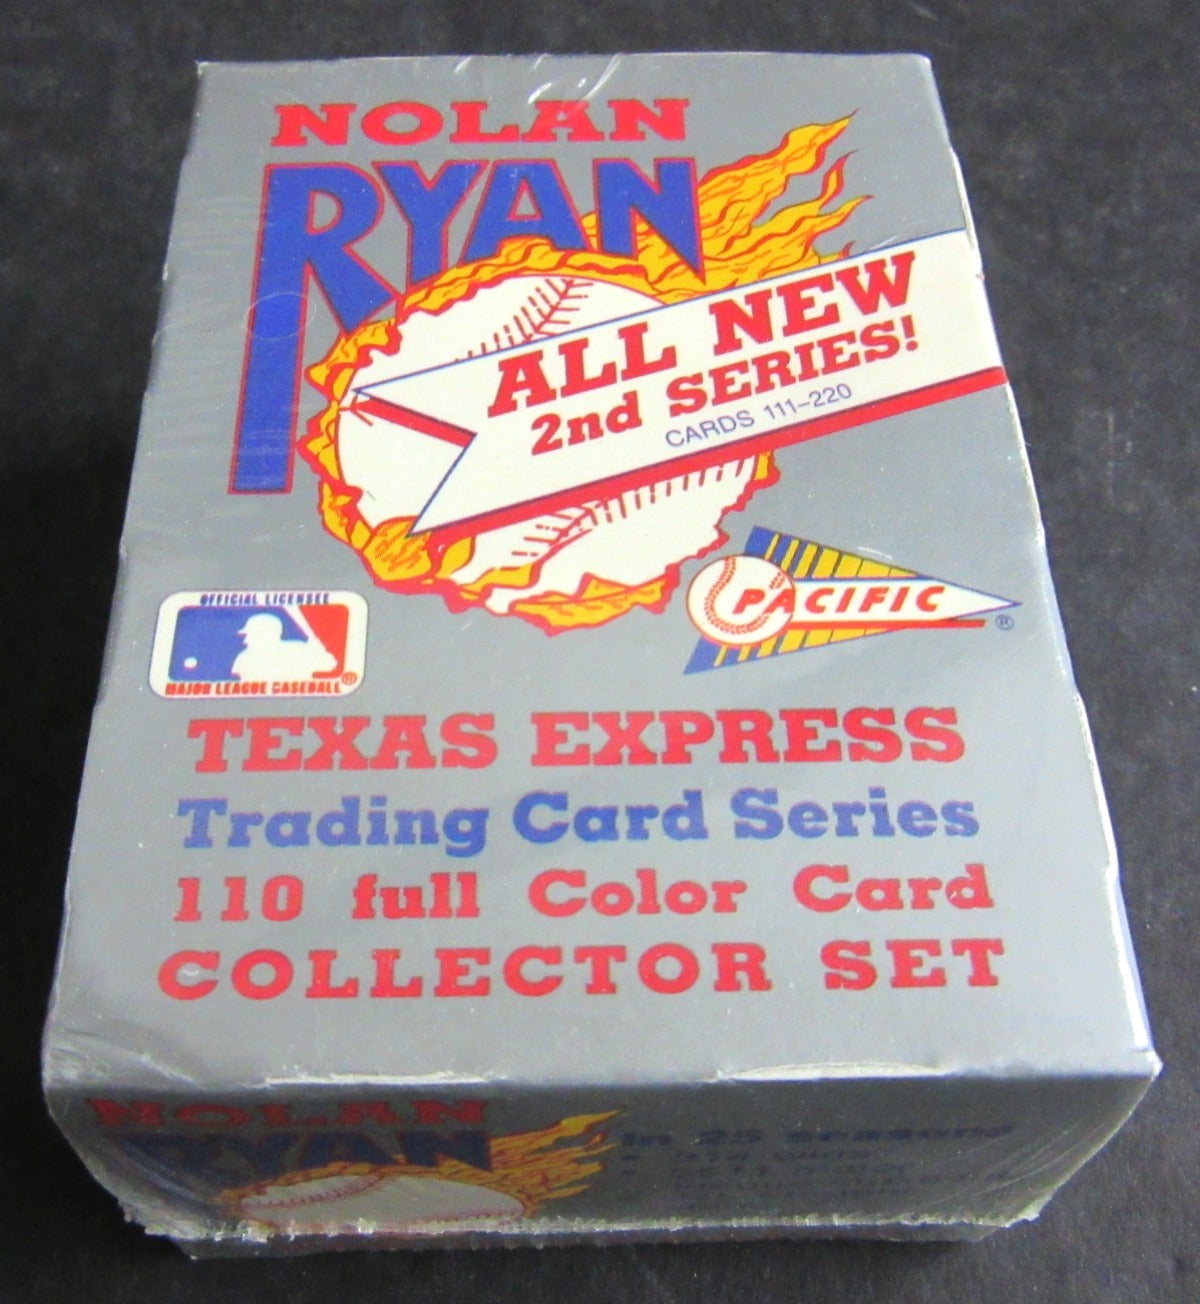 NOLAN
RYAN
ALL NEW
2nd SERIES!
CARDS 111-220
PACIFIC
®
OFFICIAL LICENSEE
MAJOR LEAGUE BASEBALL ®
TEXAS EXPRESS
Trading Card Series
110 full Color Card
COLLECTOR SET
NOLAN
RYAN
In 25 seasons